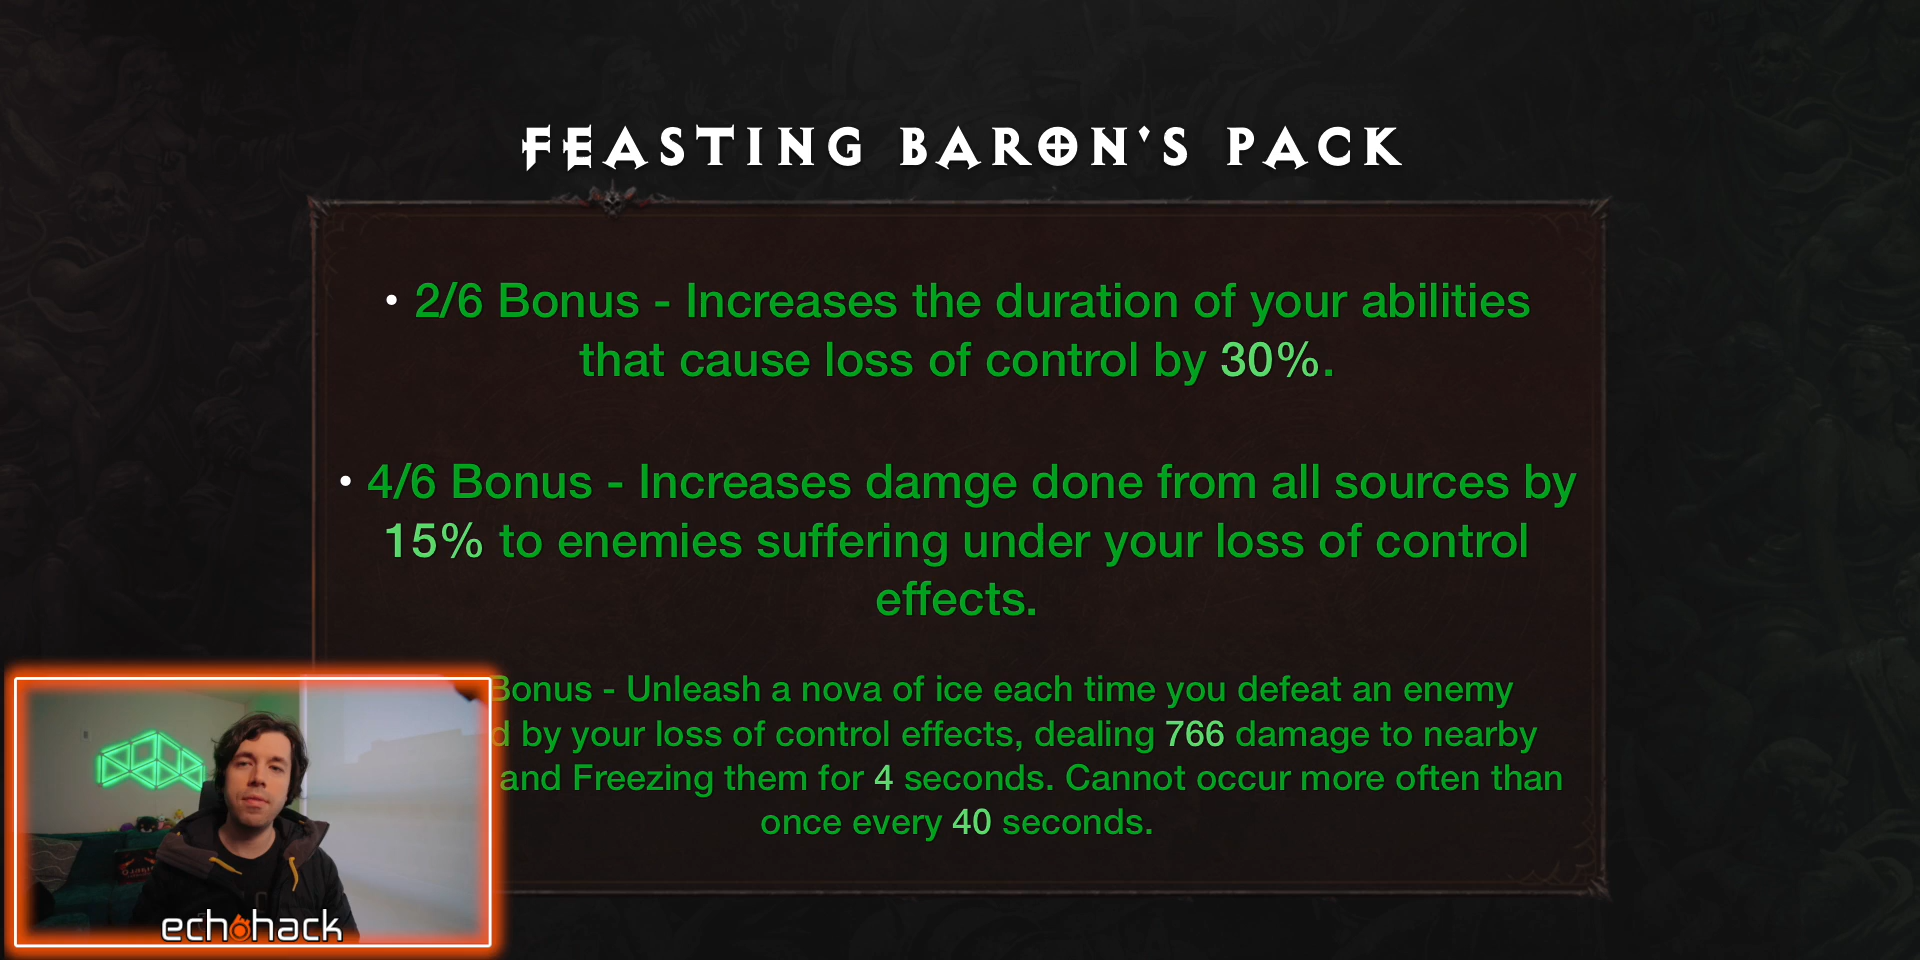 FEASTING BARON'S PACK
• 2/6 Bonus - Increases the duration of your abilities
that cause loss of control by 30%.
• 4/6 Bonus - Increases damge done from all sources by
15% to enemies suffering under your loss of control
effects.
Bonus - Unleash a nova of ice each time you defeat an enemy
by your loss of control effects, dealing 766 damage to nearby
and Freezing them for 4 seconds. Cannot occur more often than
once every 40 seconds.
echohack